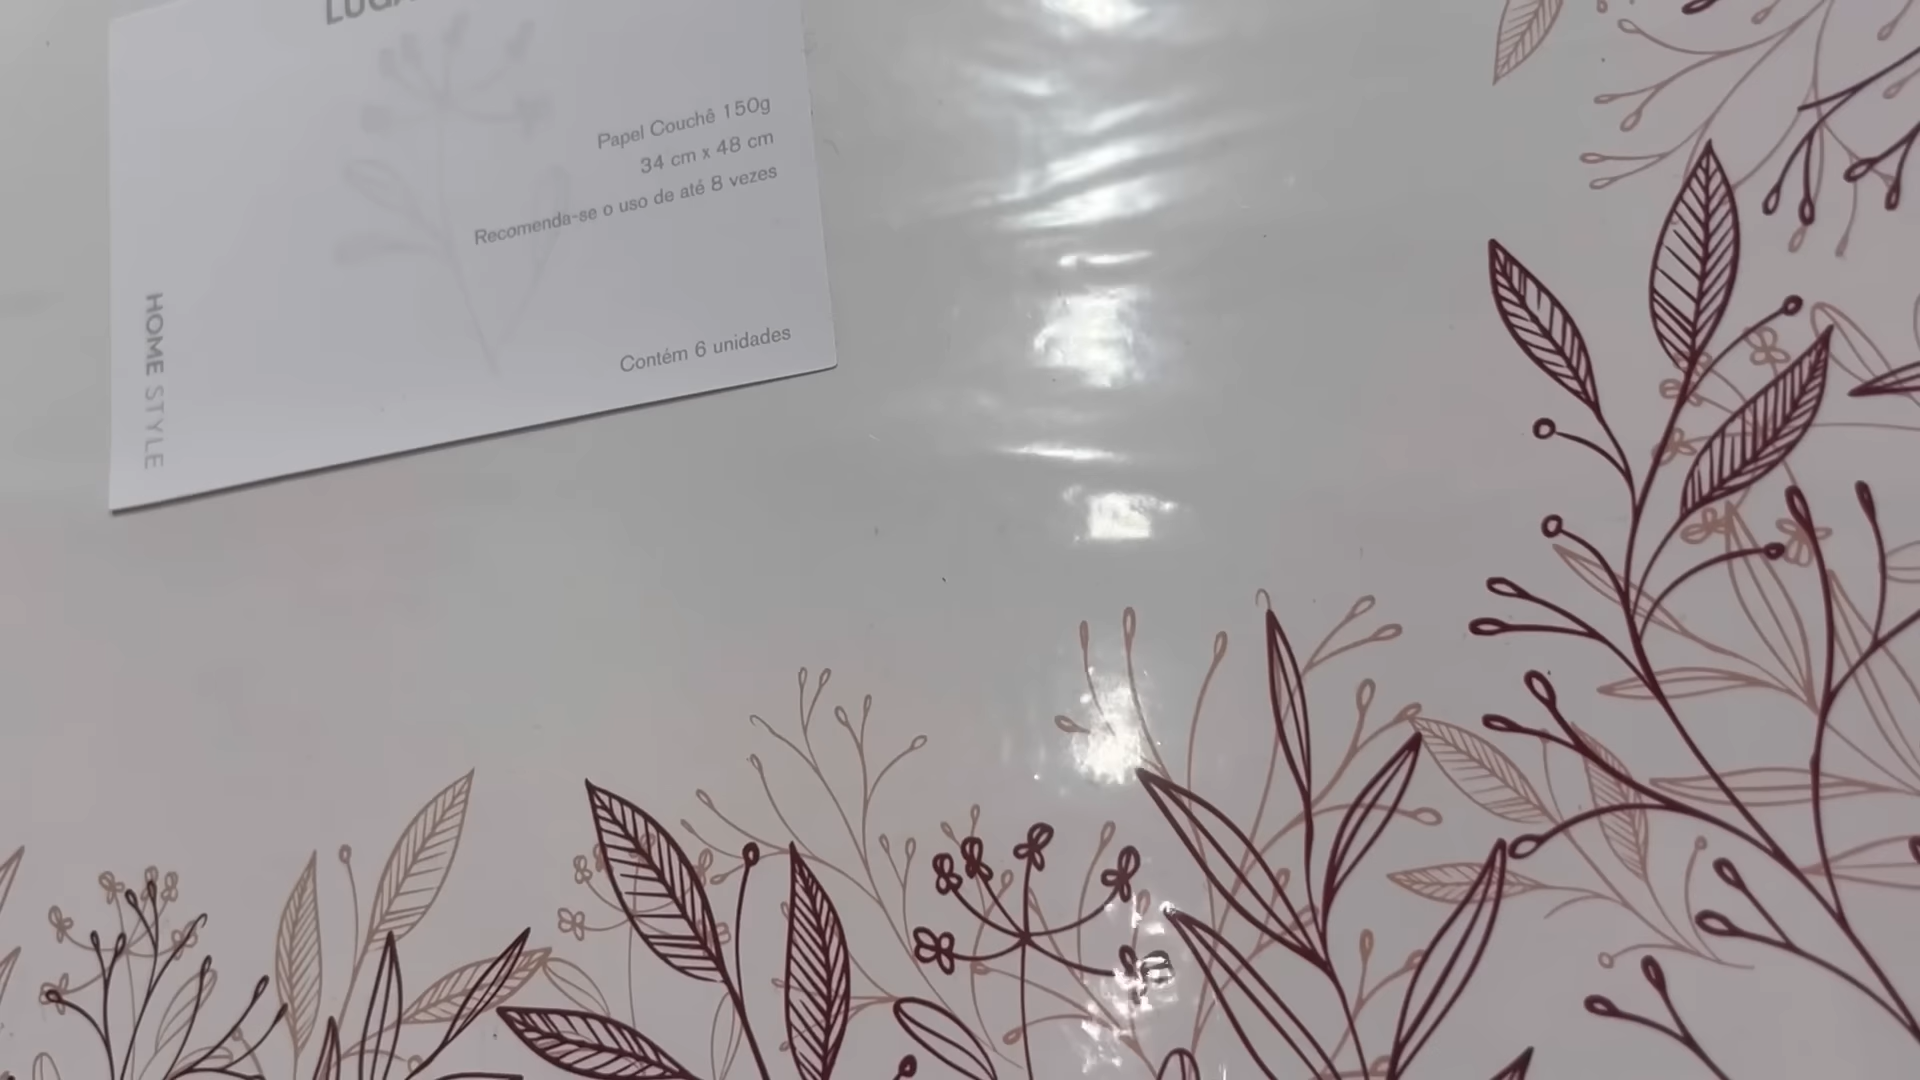 Papel Couchê 150g
34 cm x 48 cm
Recomenda-se o uso de até 8 vezes
Contém 6 unidades
HOME STYLE